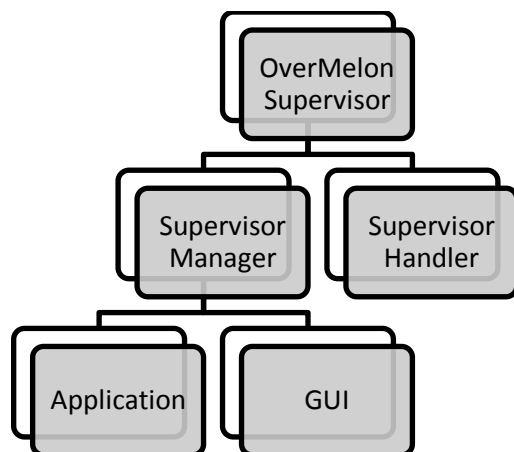 OverMelon
Supervisor
Supervisor
Manager
Supervisor
Handler
Application
GUI